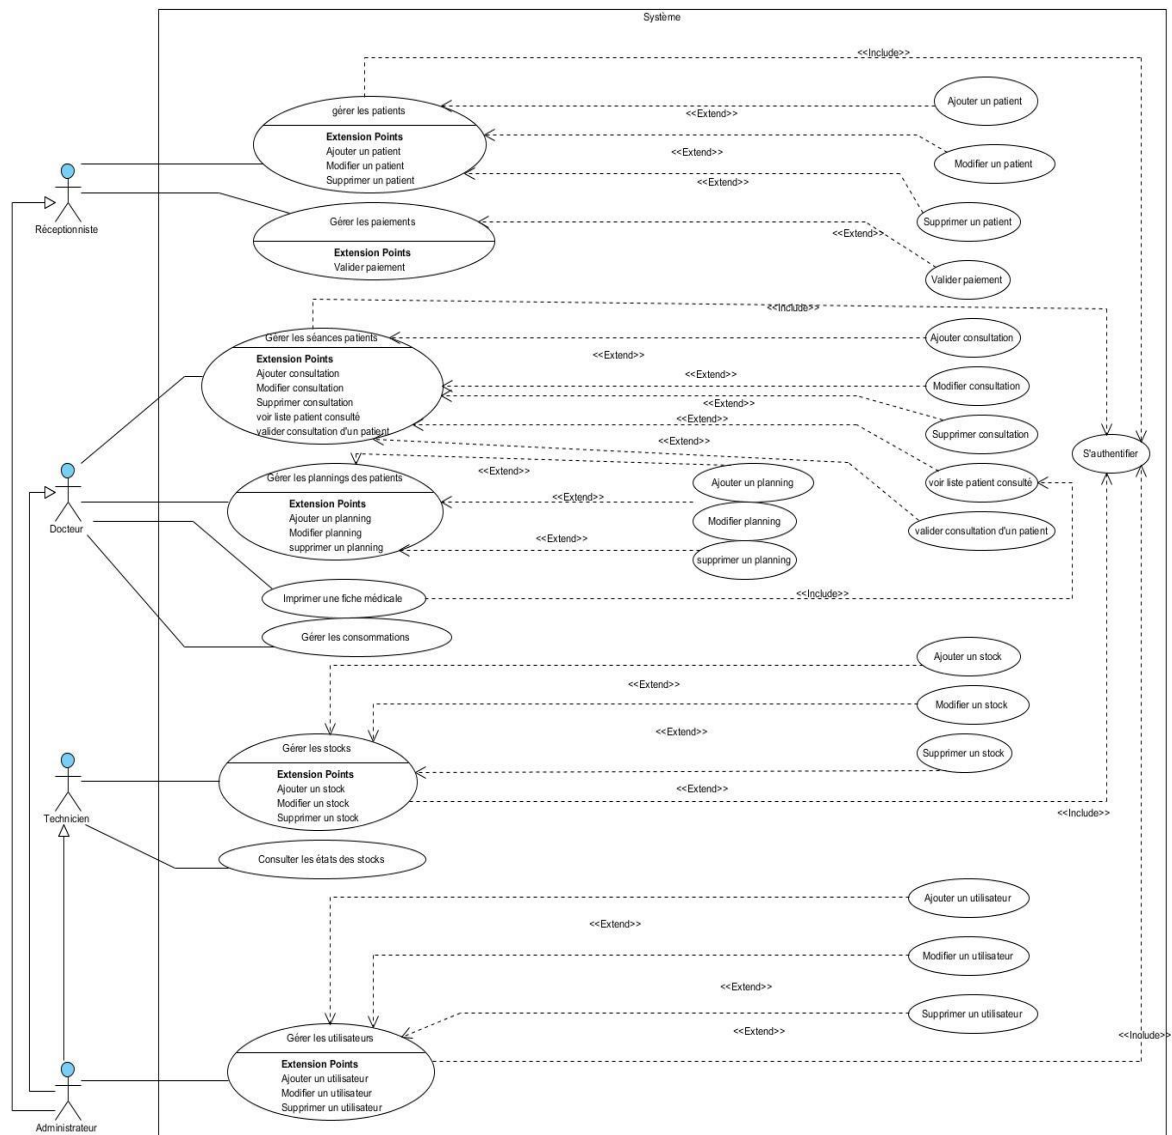 Système
<<Include>>
gérer les patients
Extension Points
Ajouter un patient
Modifier un patient
Supprimer un patient
<<Extend>>
Ajouter un patient
<<Extend>>
Modifier un patient
<<Extend>>
Supprimer un patient
Réceptionniste
Gérer les paiements
Extension Points
Valider paiement
<<Extend>>
Valider paiement
<<Include>>
Gérer les séances patients
Extension Points
Ajouter consultation
Modifier consultation
Supprimer consultation
voir liste patient consulté
valider consultation d'un patient
Ajouter consultation
<<Extend>>
<<Extend>>
Modifier consultation
<<Extend>>
<<Extend>>
Supprimer consultation
<<Extend>>
S'authentifier
voir liste patient consulté
valider consultation d'un patient
Docteur
Gérer les plannings des patients
Extension Points
Ajouter un planning
Modifier planning
supprimer un planning
<<Extend>>
Ajouter un planning
<<Extend>>
Modifier planning
<<Extend>>
supprimer un planning
Imprimer une fiche médicale
<<Include>>
Gérer les consommations
Ajouter un stock
<<Extend>>
Modifier un stock
<<Extend>>
Supprimer un stock
Gérer les stocks
Extension Points
Ajouter un stock
Modifier un stock
Supprimer un stock
<<Extend>>
<<Include>>
Technicien
Consulter les états des stocks
Ajouter un utilisateur
<<Extend>>
Modifier un utilisateur
<<Extend>>
Supprimer un utilisateur
<<Extend>>
<<Include>>
Gérer les utilisateurs
Extension Points
Ajouter un utilisateur
Modifier un utilisateur
Supprimer un utilisateur
Administrateur